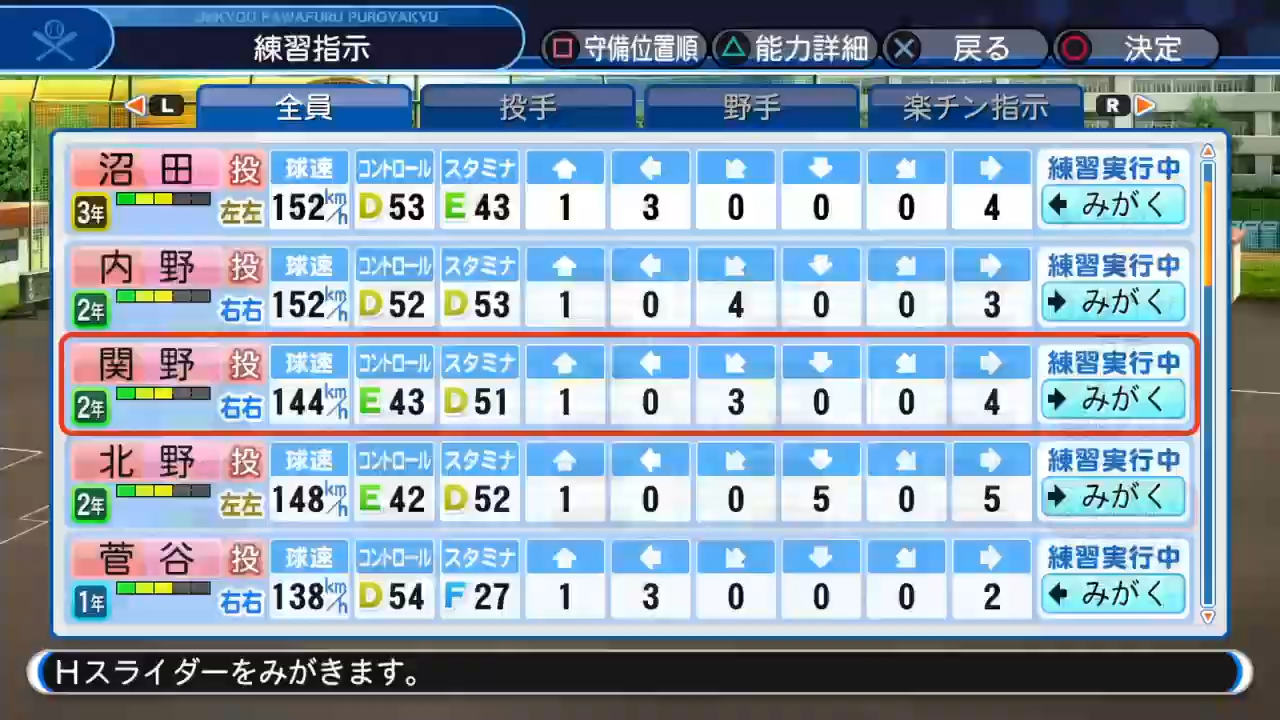 JIKKYOU PAWAFURU PUROYAKYU
練習指示
守備位置順 能力詳細 戻る 決定
L 全員 投手 野手 楽チン指示 R
沼田 投 球速 コントロール スタミナ 練習実行中
3年 左左 152km/h D 53 E 43 1 3 0 0 0 4 ←みがく
内野 投 球速 コントロール スタミナ 練習実行中
2年 右右 152km/h D 52 D 53 1 0 4 0 0 3 →みがく
関野 投 球速 コントロール スタミナ 練習実行中
2年 右右 144km/h E 43 D 51 1 0 3 0 0 4 →みがく
北野 投 球速 コントロール スタミナ 練習実行中
2年 左左 148km/h E 42 D 52 1 0 0 5 0 5 →みがく
菅谷 投 球速 コントロール スタミナ 練習実行中
1年 右右 138km/h D 54 F 27 1 3 0 0 0 2 ←みがく
Hスライダーをみがきます。